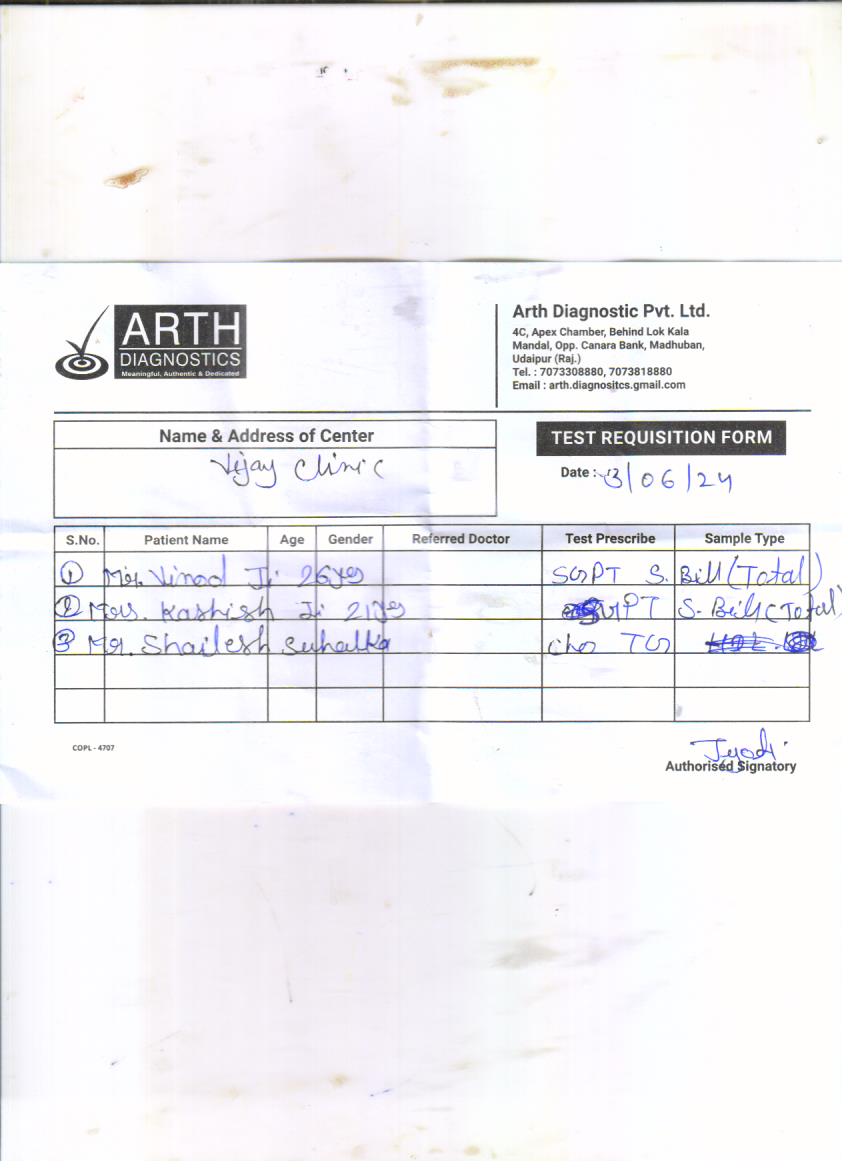 ARTH
DIAGNOSTICS
Meaningful, Authentic & Dedicated
Arth Diagnostic Pvt. Ltd.
4C, Apex Chamber, Behind Lok Kala
Mandal, Opp. Canara Bank, Madhuban,
Udaipur (Raj.)
Tel. : 7073308880, 7073818880
Email : arth.diagnositcs.gmail.com
Name & Address of Center
Vijay Clinic
TEST REQUISITION FORM
Date : 13/06/24
S.No. Patient Name Age Gender Referred Doctor Test Prescribe Sample Type
1 Mr. Vinod Ji 26yrs SGPT S. Bill (Total)
2 Mrs. Kashish Ji 21yrs PT S. Bill (Total)
3 Mr. Shailesh Suhalka TG
COPL - 4707
Jyodi
Authorised Signatory